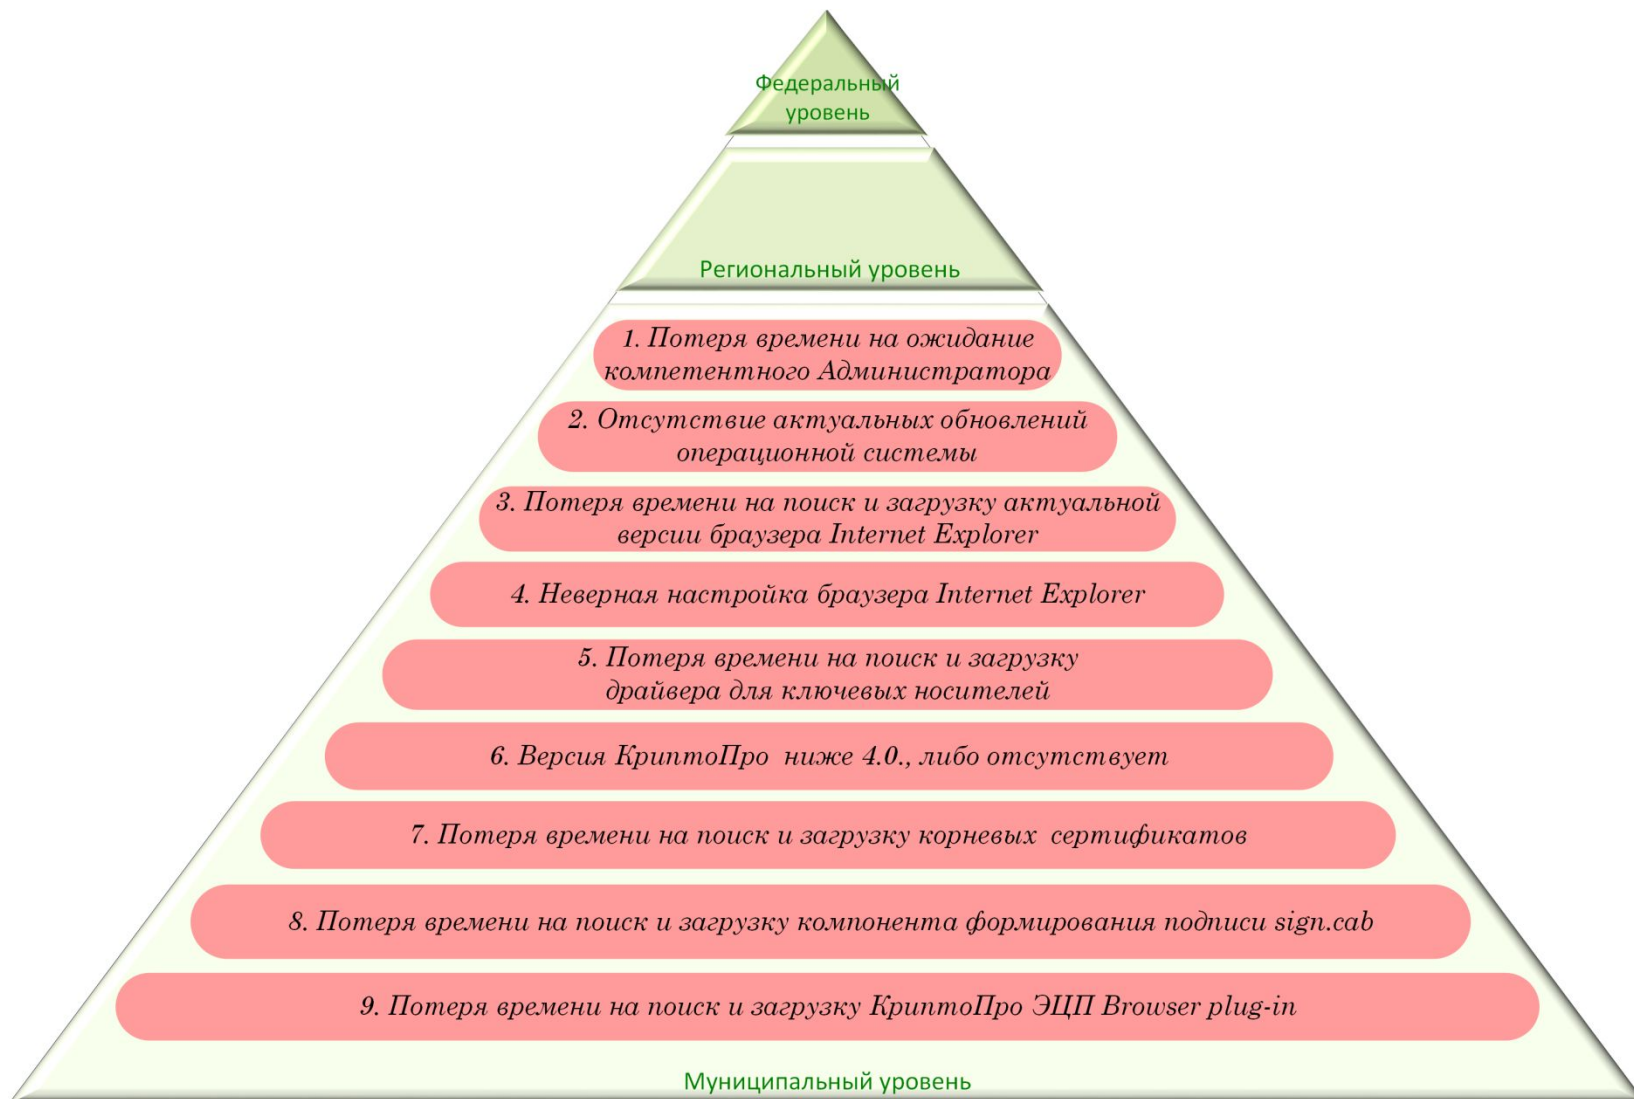 Федеральный
уровень
Региональный уровень
1. Потеря времени на ожидание
компетентного Администратора
2. Отсутствие актуальных обновлений
операционной системы
3. Потеря времени на поиск и загрузку актуальной
версии браузера Internet Explorer
4. Неверная настройка браузера Internet Explorer
5. Потеря времени на поиск и загрузку
драйвера для ключевых носителей
6. Версия КриптоПро  ниже 4.0., либо отсутствует
7. Потеря времени на поиск и загрузку корневых  сертификатов
8. Потеря времени на поиск и загрузку компонента формирования подписи sign.cab
9. Потеря времени на поиск и загрузку КриптоПро ЭЦП Browser plug-in
Муниципальный уровень